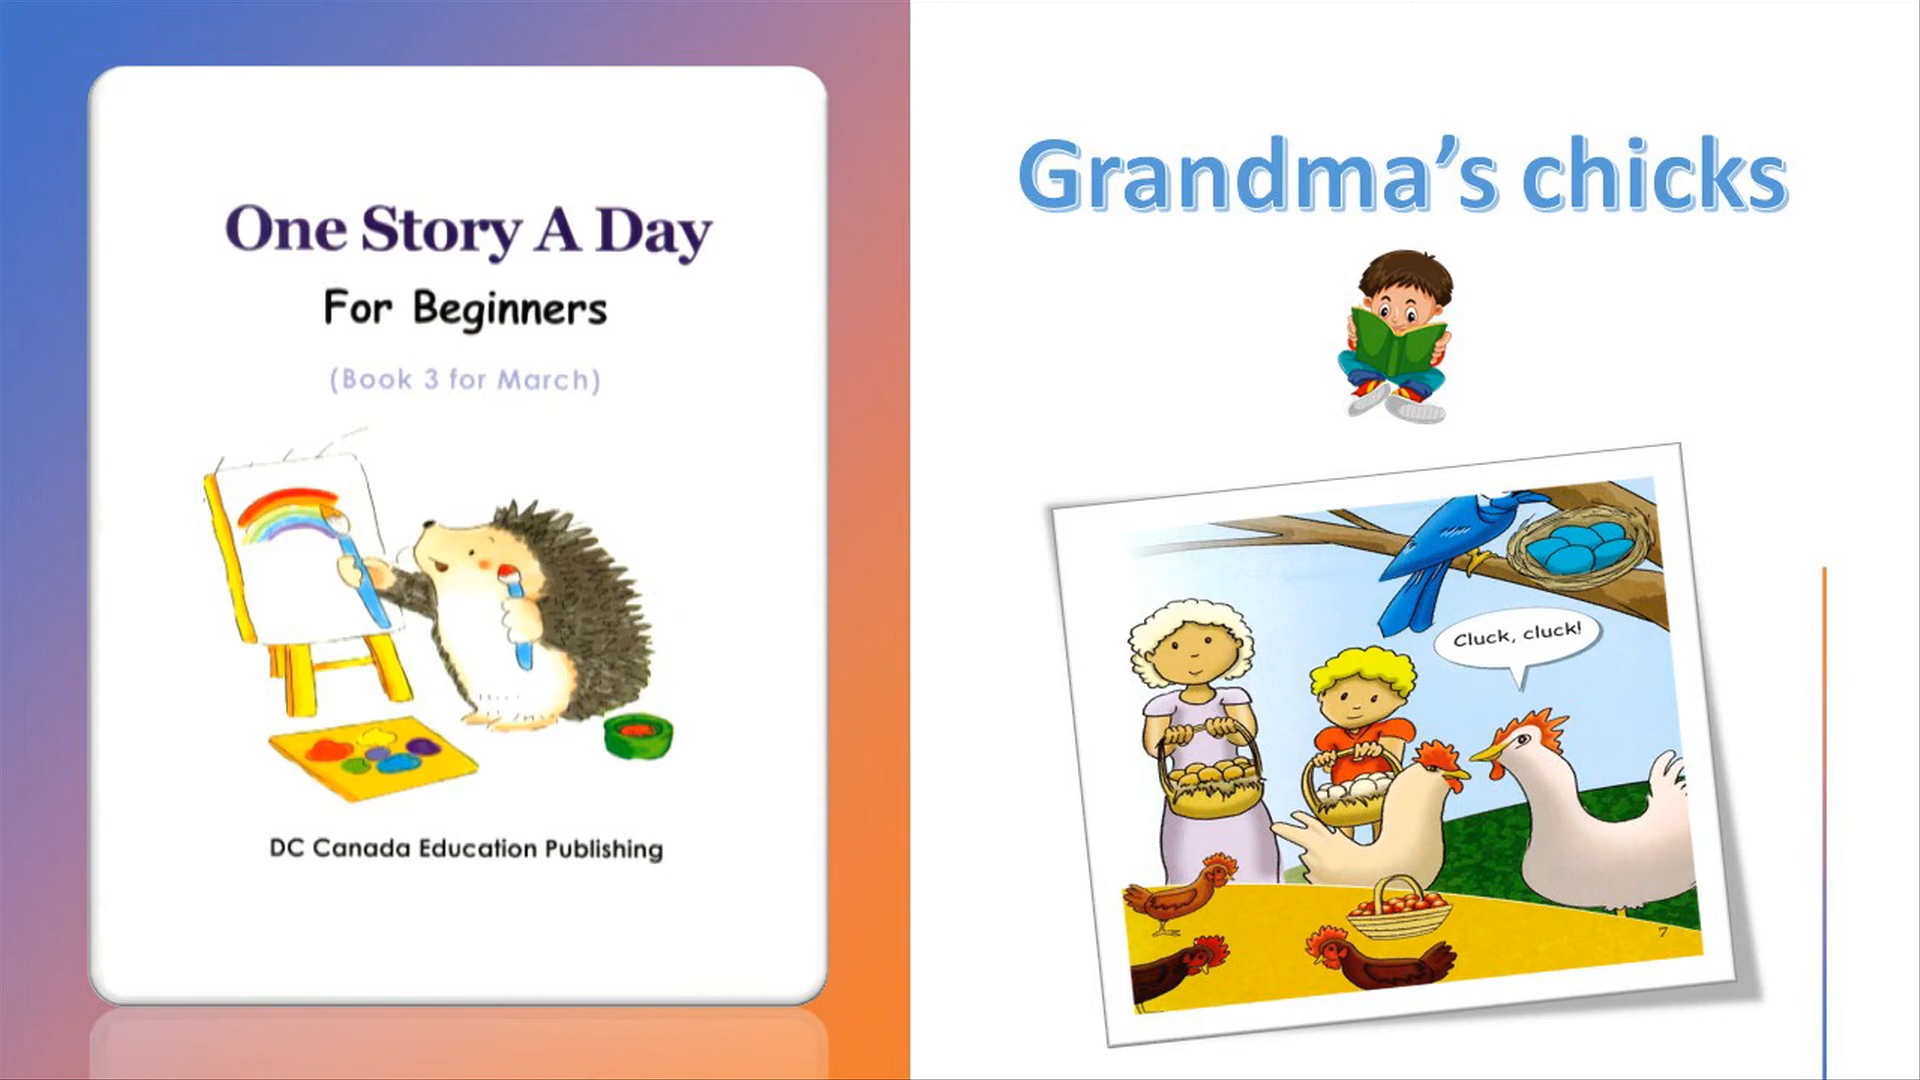 One Story A Day
For Beginners
(Book 3 for March)
DC Canada Education Publishing
Grandma's chicks
Cluck, cluck!
7